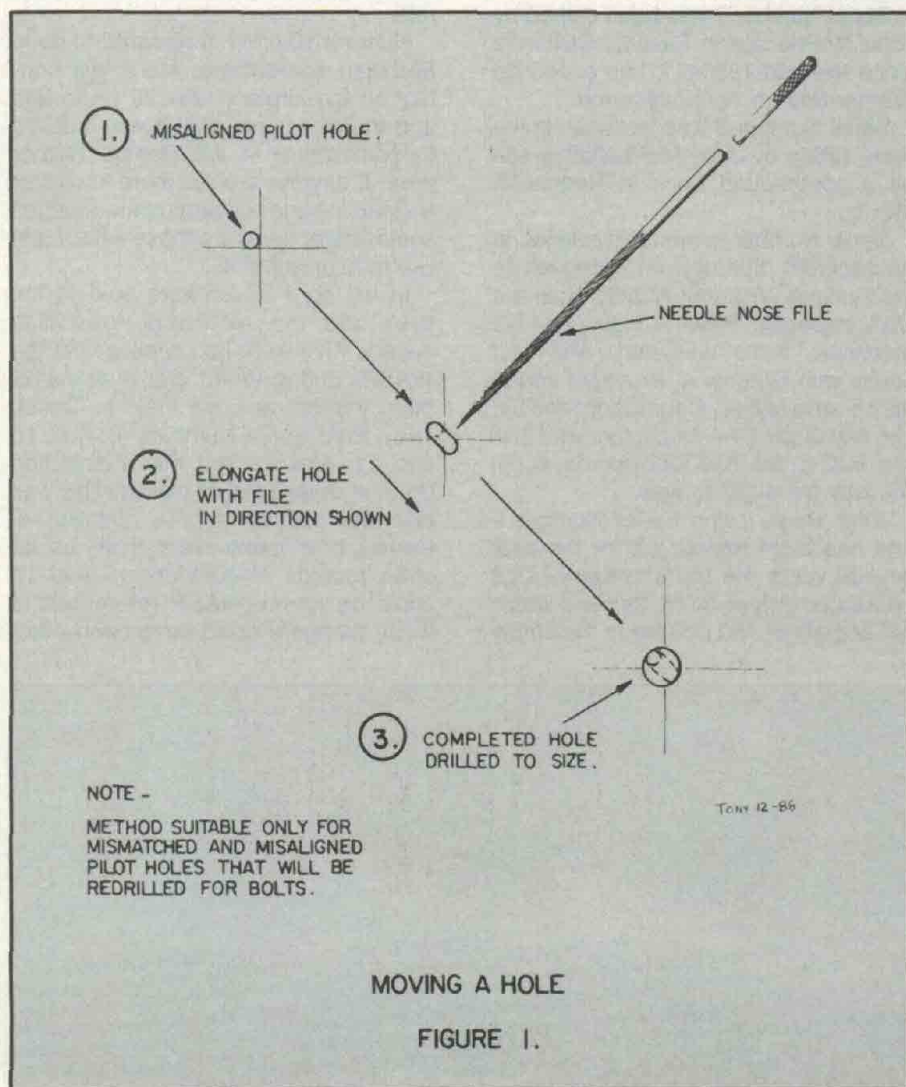 1. MISALIGNED PILOT HOLE.
NEEDLE NOSE FILE
2. ELONGATE HOLE
WITH FILE
IN DIRECTION SHOWN
3. COMPLETED HOLE
DRILLED TO SIZE.
NOTE -
METHOD SUITABLE ONLY FOR
MISMATCHED AND MISALIGNED
PILOT HOLES THAT WILL BE
REDRILLED FOR BOLTS.
TONY 12-86
MOVING A HOLE
FIGURE 1.